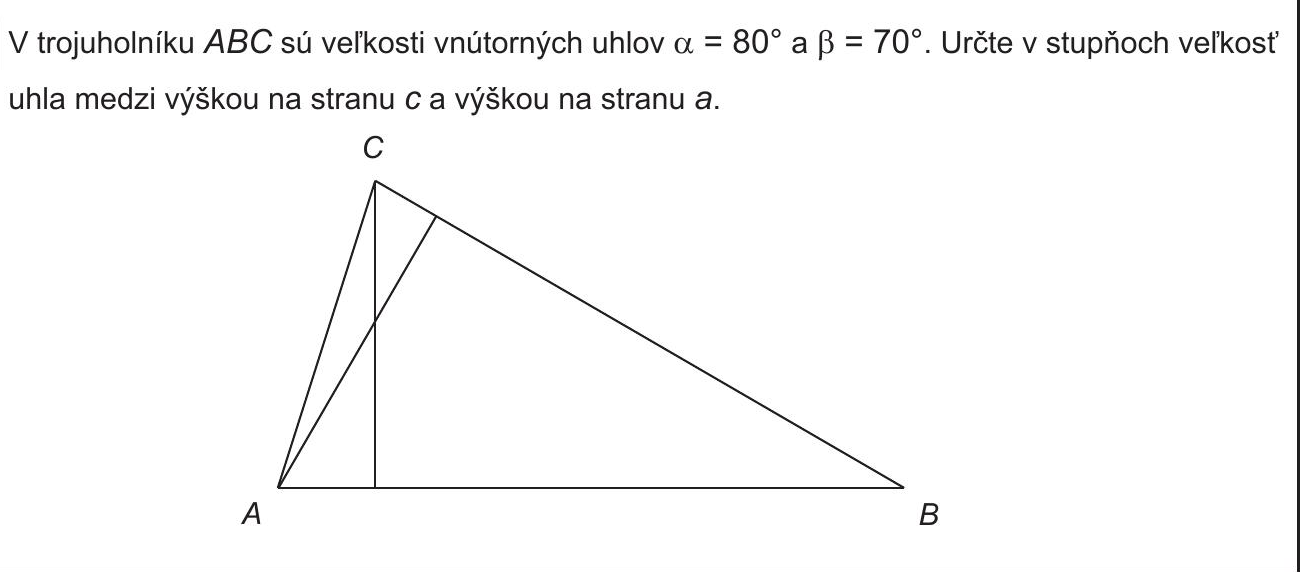 V trojuholníku ABC sú veľkosti vnútorných uhlov α = 80° a β = 70°. Určte v stupňoch veľkosť
uhla medzi výškou na stranu c a výškou na stranu a.
C
A
B